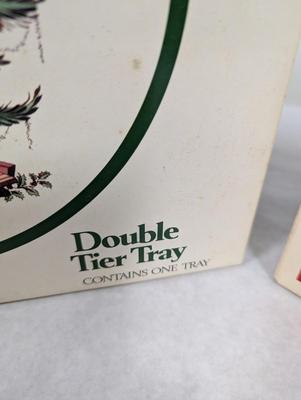 Double
Tier Tray
CONTAINS ONE TRAY